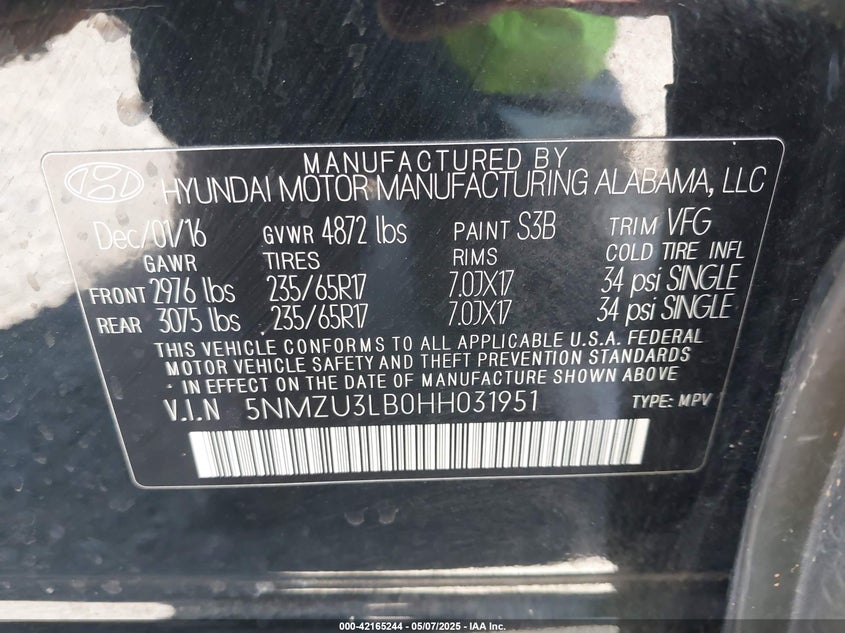 MANUFACTURED BY
HYUNDAI MOTOR MANUFACTURING ALABAMA, LLC
Dec/01/16 GVWR 4872 lbs PAINT S3B TRIM VFG
GAWR TIRES RIMS COLD TIRE INFL
FRONT 2976 lbs 235/65R17 7.0JX17 34 psi SINGLE
REAR 3075 lbs 235/65R17 7.0JX17 34 psi SINGLE
THIS VEHICLE CONFORMS TO ALL APPLICABLE U.S.A. FEDERAL
MOTOR VEHICLE SAFETY AND THEFT PREVENTION STANDARDS
IN EFFECT ON THE DATE OF MANUFACTURE SHOWN ABOVE
V.I.N 5NMZU3LB0HH031951 TYPE: MPV
000-42165244 - 05/07/2025 - IAA Inc.